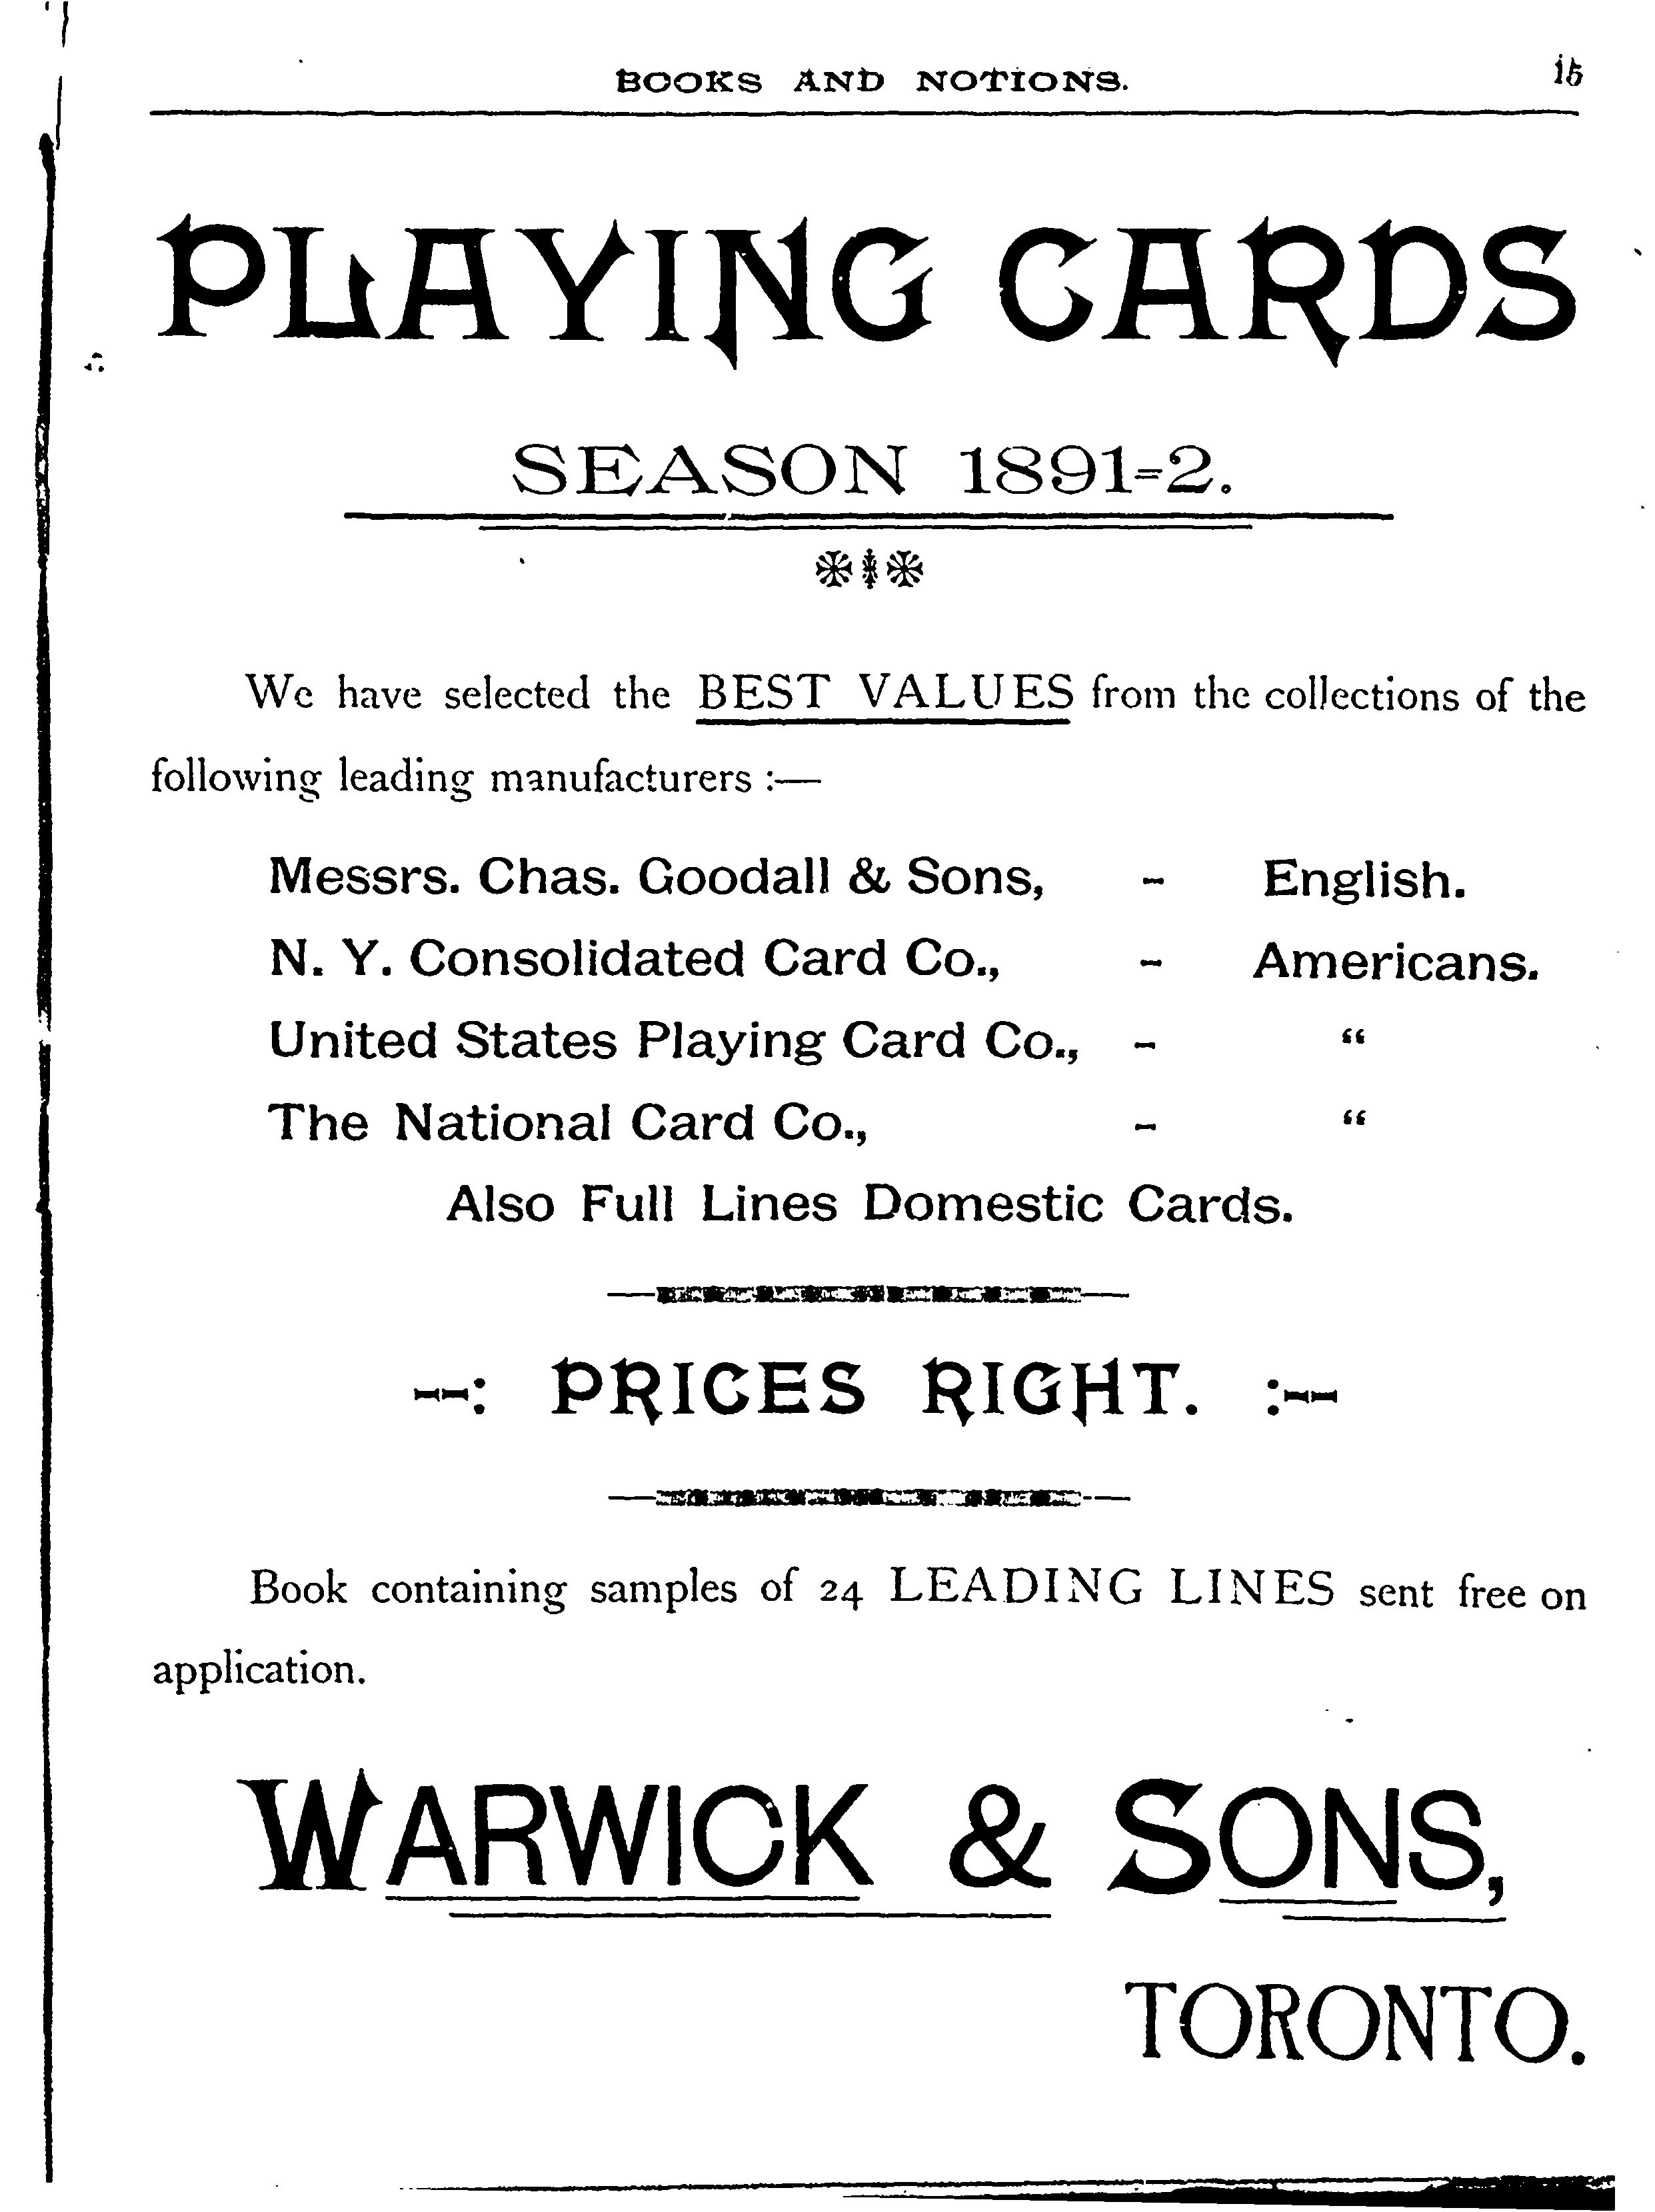 BOOKS AND NOTIONS. 15
PLAYING CARDS
SEASON 1891=2.
We have selected the BEST VALUES from the collections of the
following leading manufacturers :—
Messrs. Chas. Goodall & Sons, - English.
N. Y. Consolidated Card Co., - Americans.
United States Playing Card Co., - “
The National Card Co., - “
Also Full Lines Domestic Cards.
--: PRICES RIGHT. :--
Book containing samples of 24 LEADING LINES sent free on
application.
WARWICK & SONS,
TORONTO.